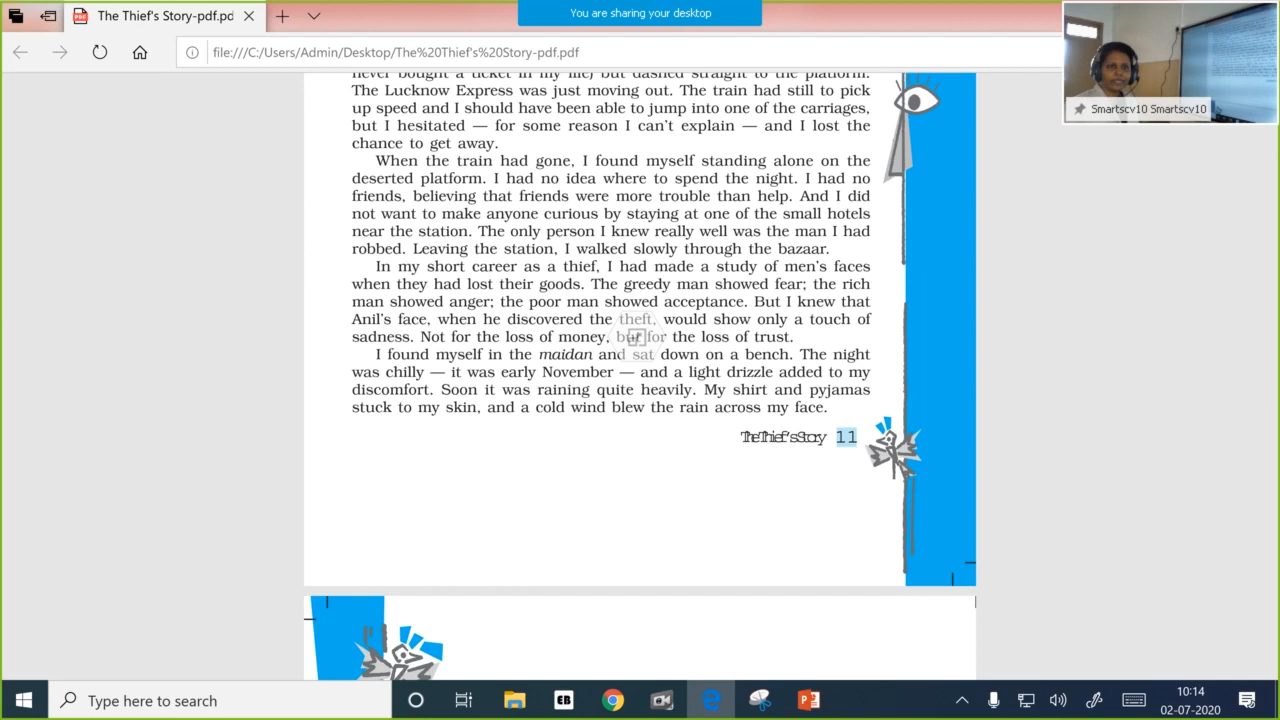 You are sharing your desktop
The Thief's Story-pdf.pd
file:///C:/Users/Admin/Desktop/The%20Thief's%20Story-pdf.pdf
Smartscv10 Smartscv10
never bought a ticket in my life) but dashed straight to the platform.
The Lucknow Express was just moving out. The train had still to pick
up speed and I should have been able to jump into one of the carriages,
but I hesitated — for some reason I can't explain — and I lost the
chance to get away.
When the train had gone, I found myself standing alone on the
deserted platform. I had no idea where to spend the night. I had no
friends, believing that friends were more trouble than help. And I did
not want to make anyone curious by staying at one of the small hotels
near the station. The only person I knew really well was the man I had
robbed. Leaving the station, I walked slowly through the bazaar.
In my short career as a thief, I had made a study of men's faces
when they had lost their goods. The greedy man showed fear; the rich
man showed anger; the poor man showed acceptance. But I knew that
Anil's face, when he discovered the theft, would show only a touch of
sadness. Not for the loss of money, but for the loss of trust.
I found myself in the maidan and sat down on a bench. The night
was chilly — it was early November — and a light drizzle added to my
discomfort. Soon it was raining quite heavily. My shirt and pyjamas
stuck to my skin, and a cold wind blew the rain across my face.
The Thief's Story 11
Type here to search
10:14
02-07-2020